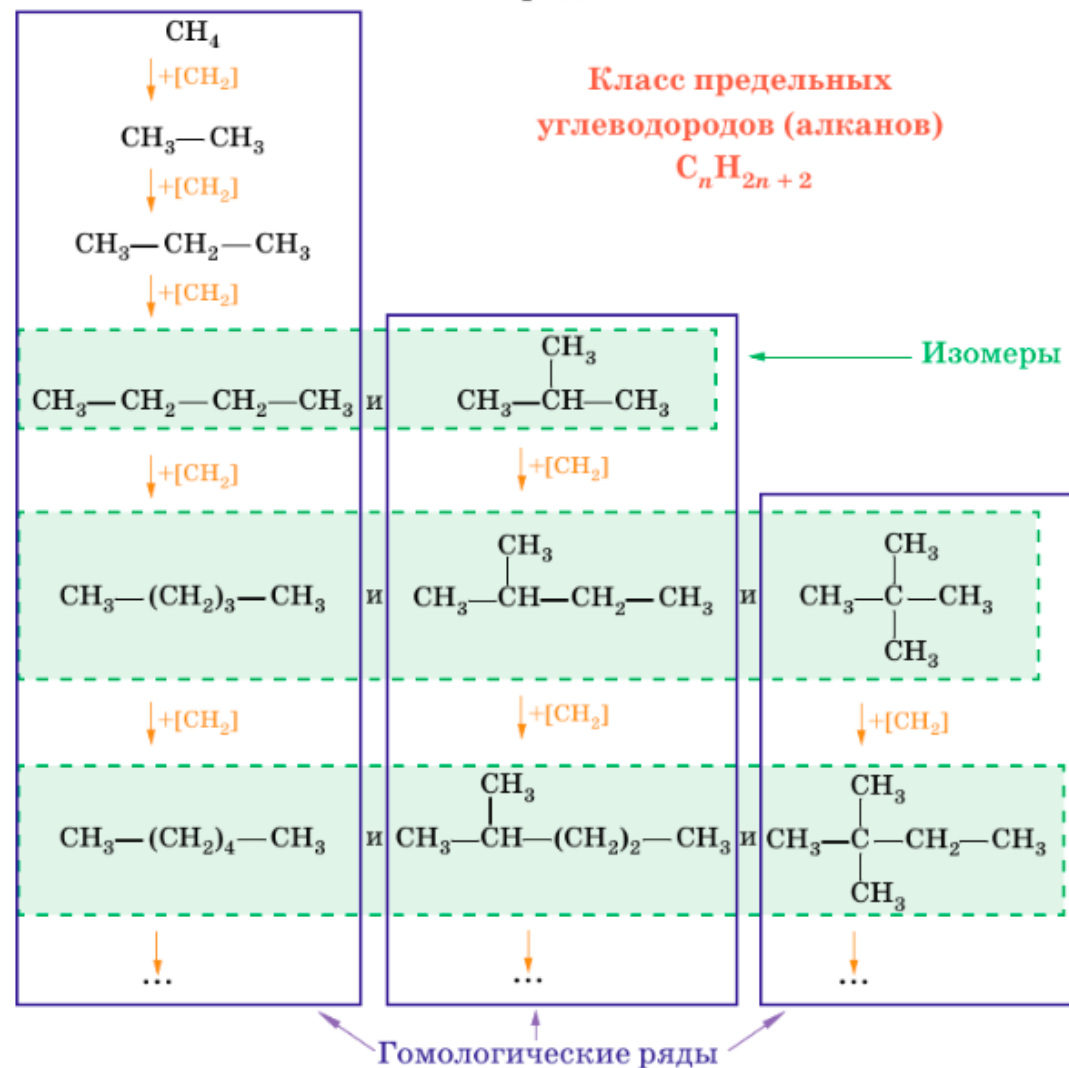 CH₄
+[CH₂]
Класс предельных
углеводородов (алканов)
CₙH₂ₙ₊₂
CH₃—CH₃
+[CH₂]
CH₃—CH₂—CH₃
+[CH₂]
Изомеры
CH₃
CH₃—CH₂—CH₂—CH₃ и CH₃—CH—CH₃
+[CH₂] +[CH₂]
CH₃ CH₃
CH₃—(CH₂)₃—CH₃ и CH₃—CH—CH₂—CH₃ и CH₃—C—CH₃
CH₃
+[CH₂] +[CH₂] +[CH₂]
CH₃ CH₃
CH₃—(CH₂)₄—CH₃ и CH₃—CH—(CH₂)₂—CH₃ и CH₃—C—CH₂—CH₃
CH₃
... ... ...
Гомологические ряды